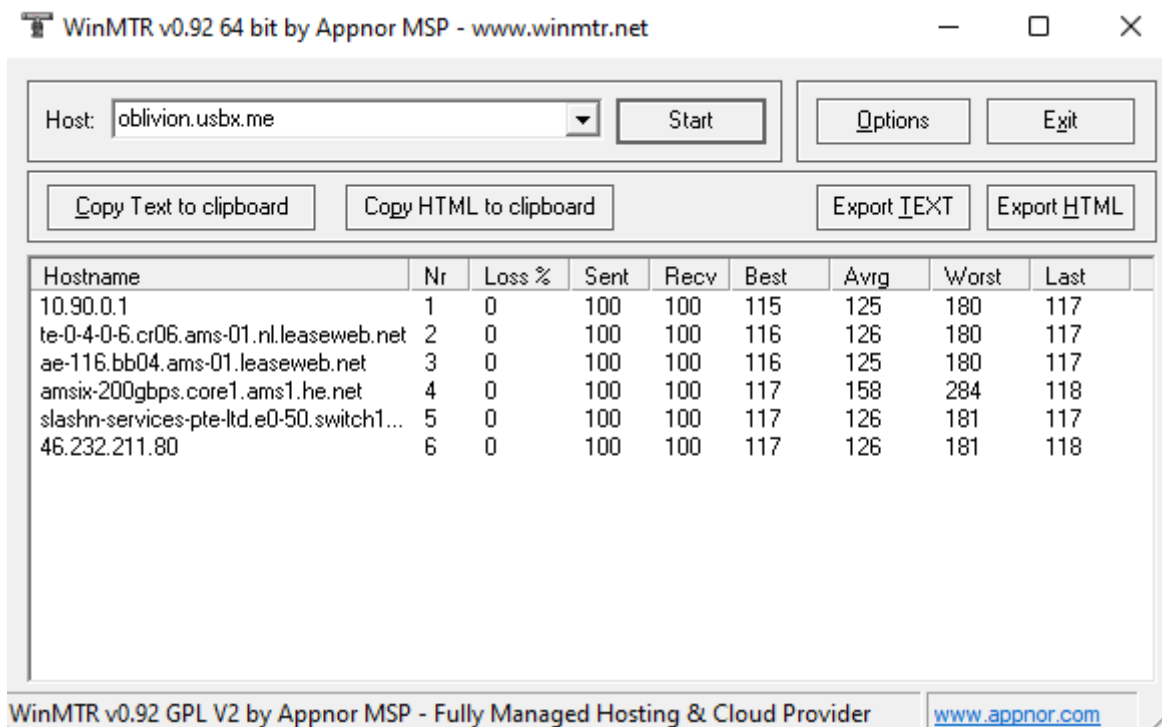 WinMTR v0.92 64 bit by Appnor MSP - www.winmtr.net
Host: oblivion.usbx.me Start Options Exit
Copy Text to clipboard Copy HTML to clipboard Export TEXT Export HTML
Hostname Nr Loss % Sent Recv Best Avrg Worst Last
10.90.0.1 1 0 100 100 115 125 180 117
te-0-4-0-6.cr06.ams-01.nl.leaseweb.net 2 0 100 100 116 126 180 117
ae-116.bb04.ams-01.leaseweb.net 3 0 100 100 116 125 180 117
amsix-200gbps.core1.ams1.he.net 4 0 100 100 117 158 284 118
slashn-services-pte-ltd.e0-50.switch1... 5 0 100 100 117 126 181 117
46.232.211.80 6 0 100 100 117 126 181 118
WinMTR v0.92 GPL V2 by Appnor MSP - Fully Managed Hosting & Cloud Provider www.appnor.com